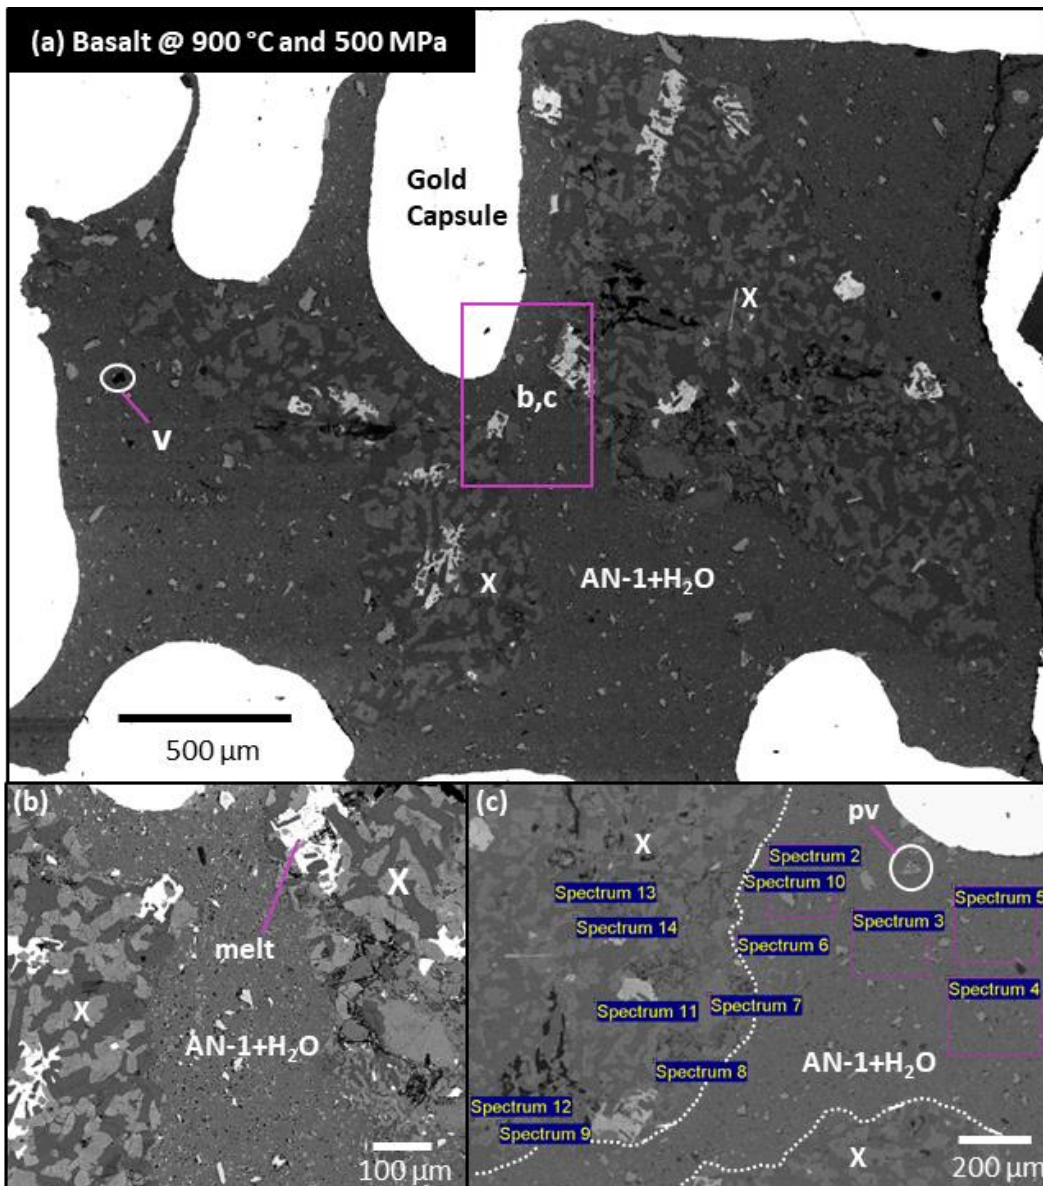 (a) Basalt @ 900 °C and 500 MPa
Gold
Capsule
X
b,c
v
X
AN-1+H₂O
500 µm
(b)
X
melt
X
AN-1+H₂O
100 µm
(c)
pv
X
Spectrum 2
Spectrum 10
Spectrum 5
Spectrum 13
Spectrum 3
Spectrum 14
Spectrum 6
Spectrum 4
Spectrum 11
Spectrum 7
Spectrum 8
AN-1+H₂O
Spectrum 12
Spectrum 9
X
200 µm